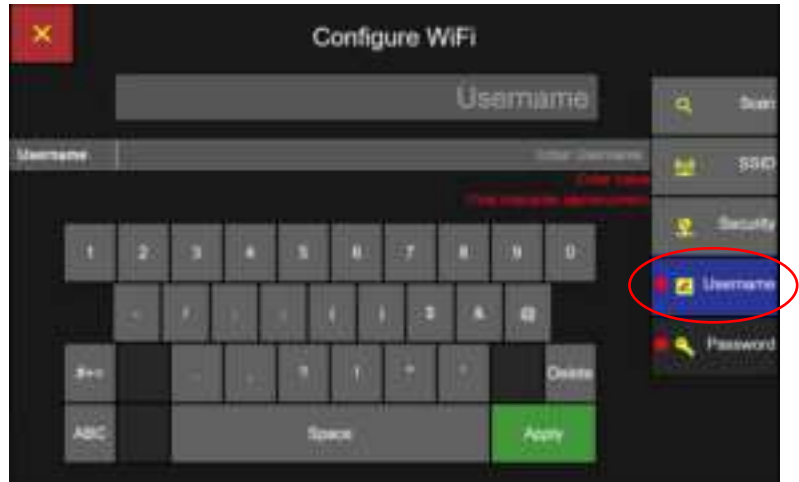 ×
Configure WiFi
Username
Scan
Username Enter Username
SSID
Enter value
Security
1 2 3 4 5 6 7 8 9 0
Username
- / : ; ( ) $ & @
Password
#+= . , ? ! " ' Delete
ABC Space Apply